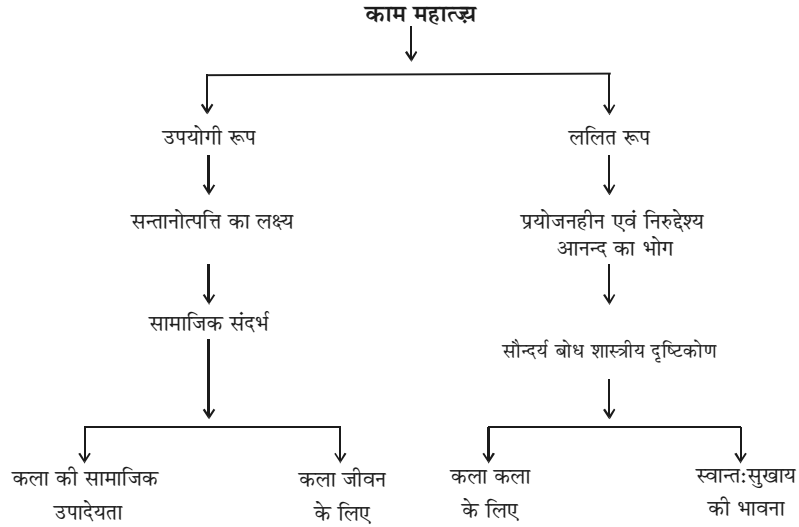 काम महात्ज़्य
उपयोगी रूप
ललित रूप
सन्तानोत्पत्ति का लक्ष्य
प्रयोजनहीन एवं निरुद्देश्य
आनन्द का भोग
सामाजिक संदर्भ
सौन्दर्य बोध शास्त्रीय दृष्टिकोण
कला की सामाजिक
उपादेयता
कला जीवन
के लिए
कला कला
के लिए
स्वान्त:सुखाय
की भावना